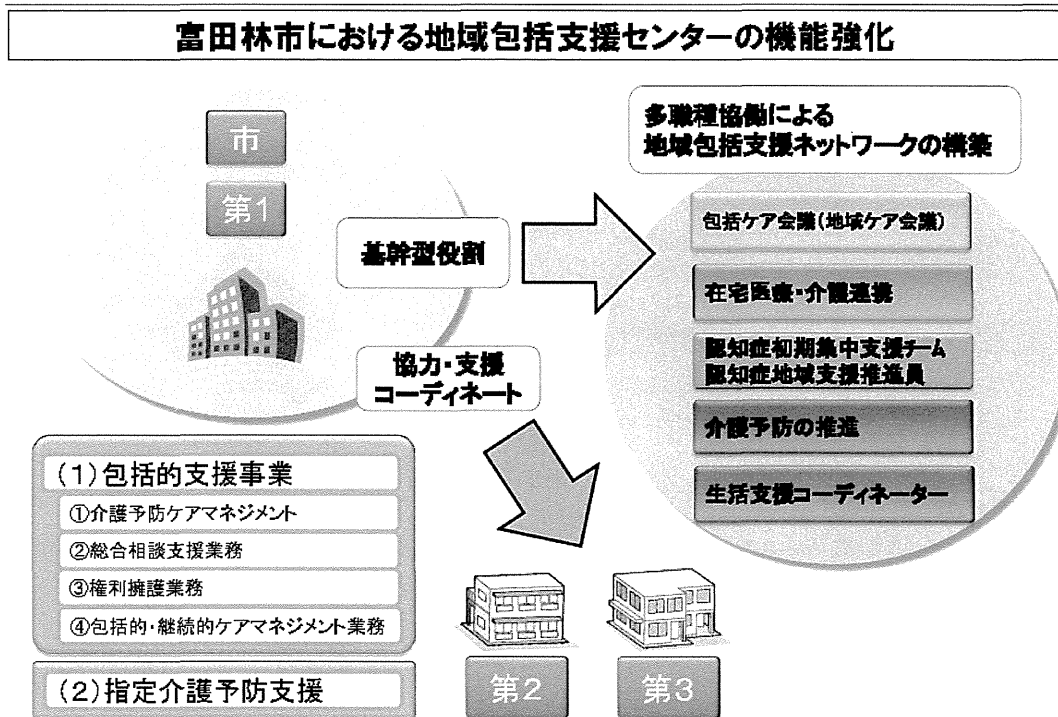 富田林市における地域包括支援センターの機能強化
市
第1
基幹型役割
協力・支援
コーディネート
多職種協働による
地域包括支援ネットワークの構築
包括ケア会議(地域ケア会議)
在宅医療・介護連携
認知症初期集中支援チーム
認知症地域支援推進員
介護予防の推進
生活支援コーディネーター
(1)包括的支援事業
①介護予防ケアマネジメント
②総合相談支援業務
③権利擁護業務
④包括的・継続的ケアマネジメント業務
(2)指定介護予防支援
第2
第3